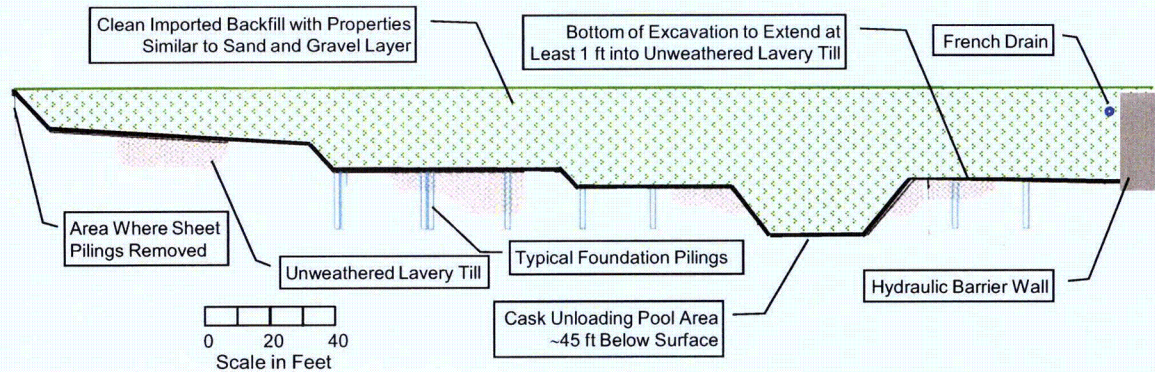 Clean Imported Backfill with Properties
Similar to Sand and Gravel Layer
Bottom of Excavation to Extend at
Least 1 ft into Unweathered Lavery Till
French Drain
Area Where Sheet
Pilings Removed
Unweathered Lavery Till
Typical Foundation Pilings
Hydraulic Barrier Wall
Cask Unloading Pool Area
~45 ft Below Surface
0 20 40
Scale in Feet